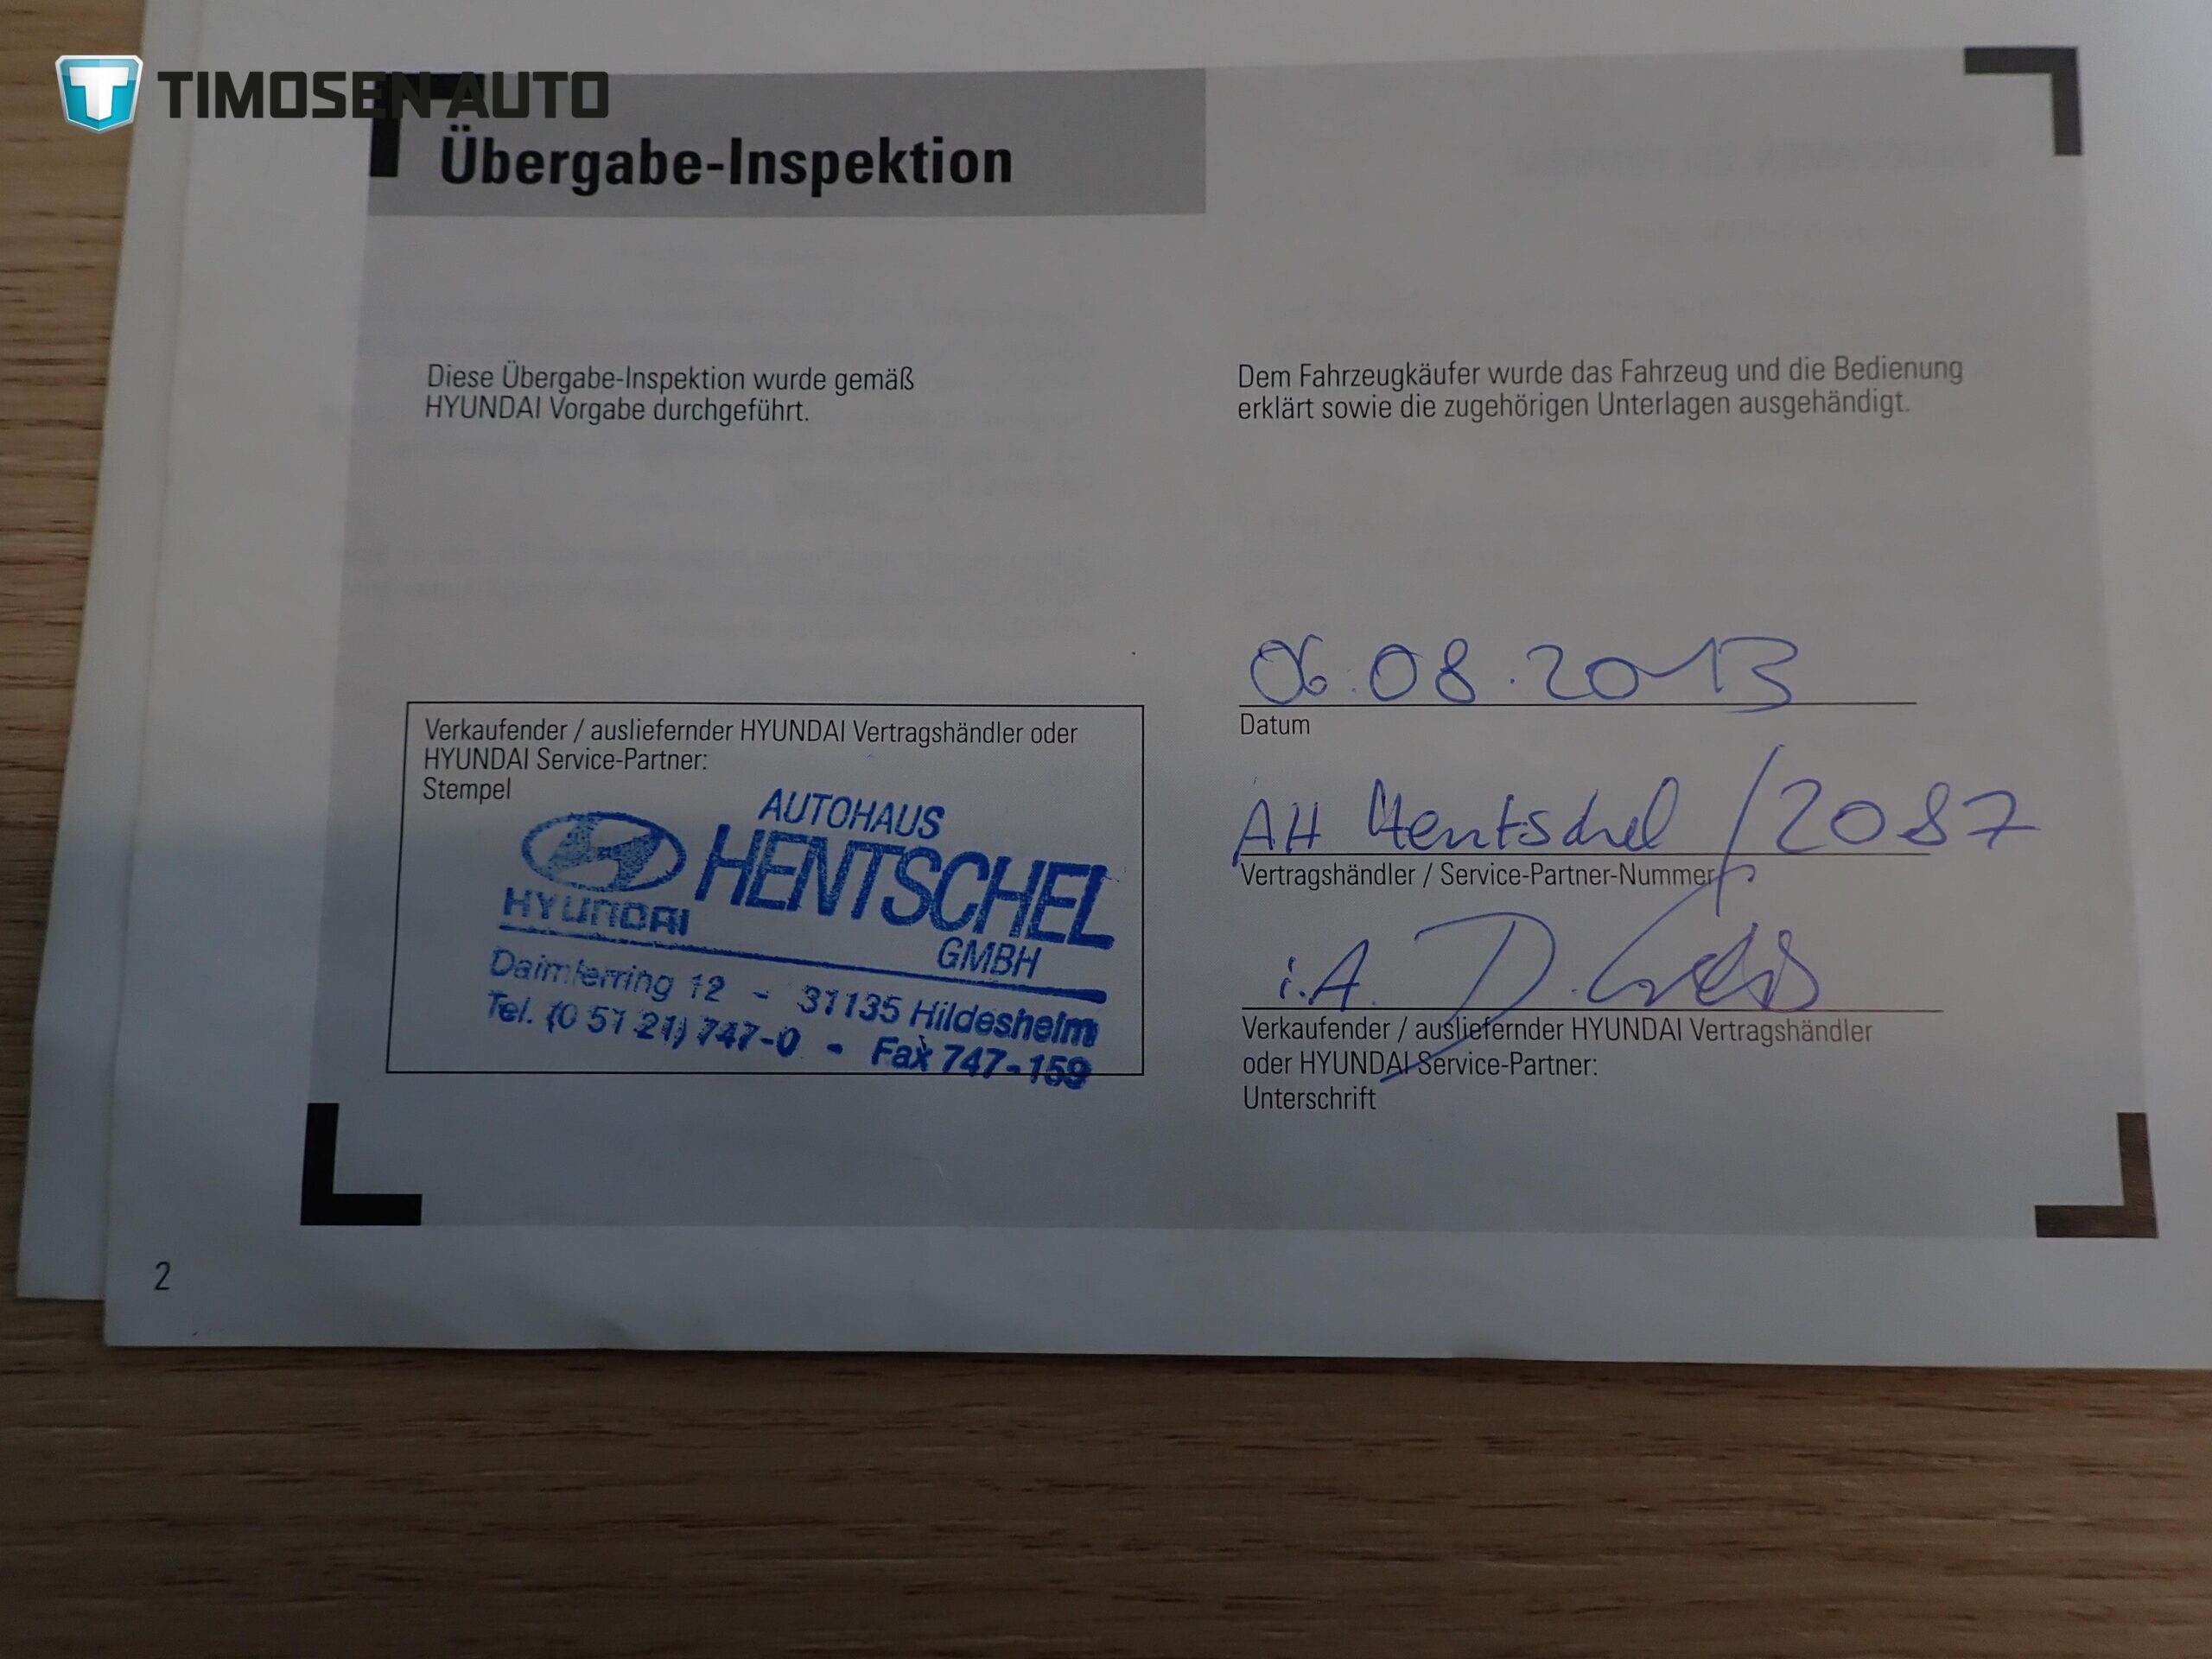 TIMOSEN AUTO
Übergabe-Inspektion
Diese Übergabe-Inspektion wurde gemäß
HYUNDAI Vorgabe durchgeführt.
Dem Fahrzeugkäufer wurde das Fahrzeug und die Bedienung
erklärt sowie die zugehörigen Unterlagen ausgehändigt.
Verkaufender / ausliefernder HYUNDAI Vertragshändler oder
HYUNDAI Service-Partner:
Stempel
AUTOHAUS
HENTSCHEL
HYUNDAI
GMBH
Daimlerring 12 - 31135 Hildesheim
Tel. (0 51 21) 747-0 - Fax 747-159
06.08.2013
Datum
AH Hentschel / 2087
Vertragshändler / Service-Partner-Nummer
i.A. D.
Verkaufender / ausliefernder HYUNDAI Vertragshändler
oder HYUNDAI Service-Partner:
Unterschrift
2